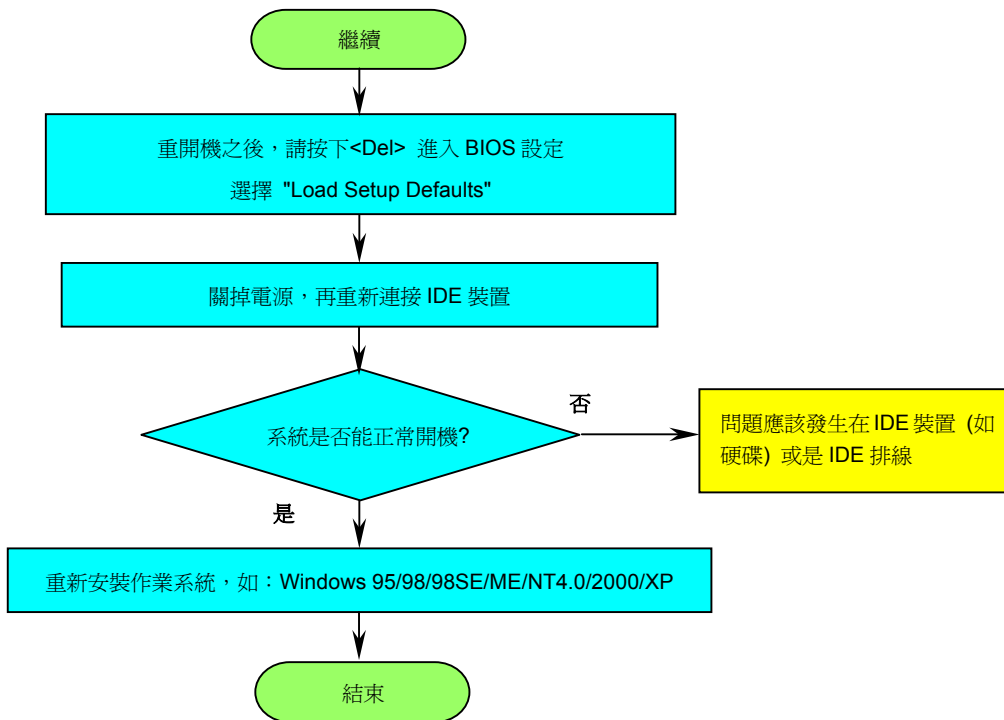 繼續
重開機之後，請按下<Del> 進入 BIOS 設定
選擇 "Load Setup Defaults"
關掉電源，再重新連接 IDE 裝置
系統是否能正常開機?
否
問題應該發生在 IDE 裝置 (如
硬碟) 或是 IDE 排線
是
重新安裝作業系統，如：Windows 95/98/98SE/ME/NT4.0/2000/XP
結束